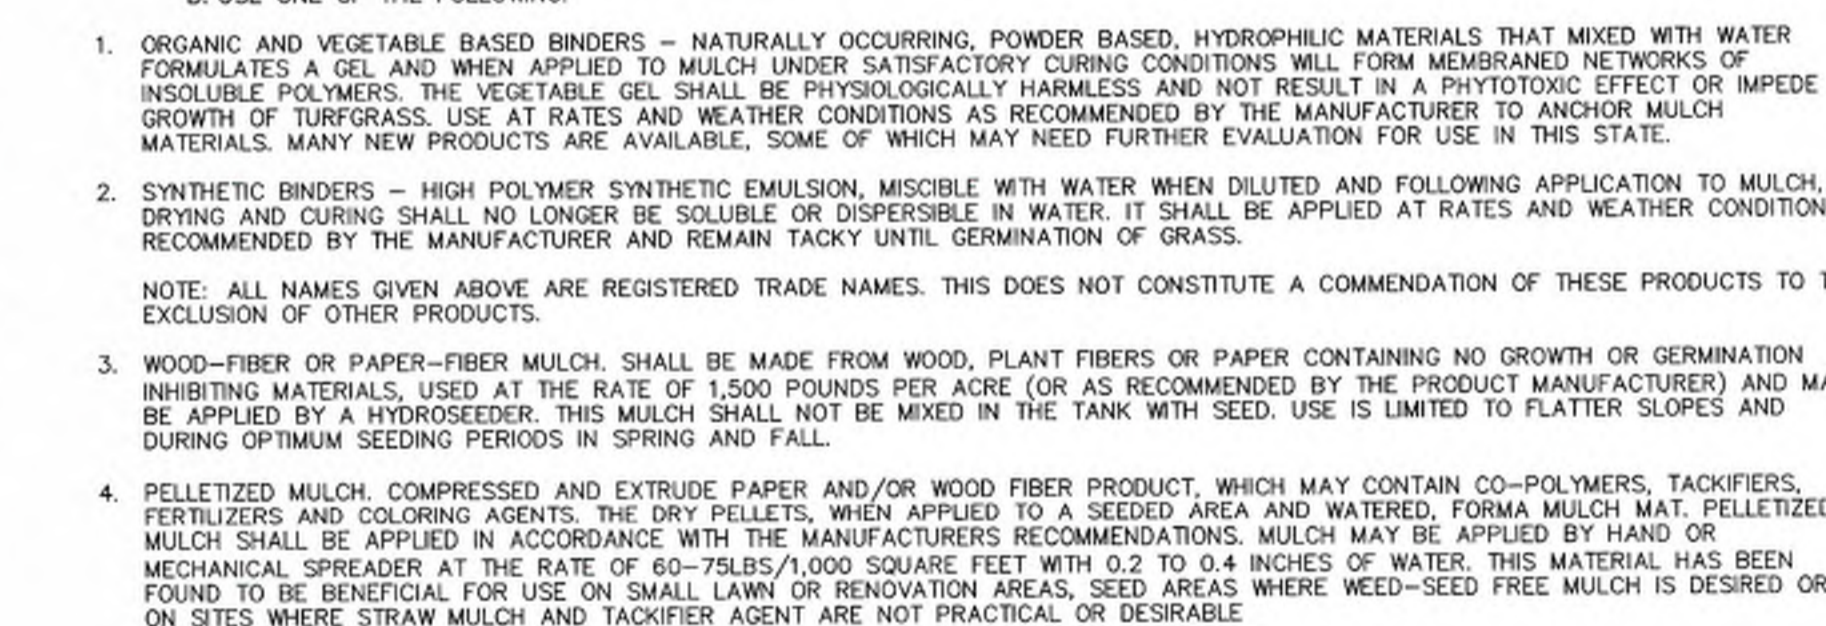 B. USE ONE OF THE FOLLOWING:
1. ORGANIC AND VEGETABLE BASED BINDERS – NATURALLY OCCURRING, POWDER BASED, HYDROPHILIC MATERIALS THAT MIXED WITH WATER
FORMULATES A GEL AND WHEN APPLIED TO MULCH UNDER SATISFACTORY CURING CONDITIONS WILL FORM MEMBRANED NETWORKS OF
INSOLUBLE POLYMERS. THE VEGETABLE GEL SHALL BE PHYSIOLOGICALLY HARMLESS AND NOT RESULT IN A PHYTOTOXIC EFFECT OR IMPEDE
GROWTH OF TURFGRASS. USE AT RATES AND WEATHER CONDITIONS AS RECOMMENDED BY THE MANUFACTURER TO ANCHOR MULCH
MATERIALS. MANY NEW PRODUCTS ARE AVAILABLE, SOME OF WHICH MAY NEED FURTHER EVALUATION FOR USE IN THIS STATE.
2. SYNTHETIC BINDERS – HIGH POLYMER SYNTHETIC EMULSION, MISCIBLE WITH WATER WHEN DILUTED AND FOLLOWING APPLICATION TO MULCH,
DRYING AND CURING SHALL NO LONGER BE SOLUBLE OR DISPERSIBLE IN WATER. IT SHALL BE APPLIED AT RATES AND WEATHER CONDITION
RECOMMENDED BY THE MANUFACTURER AND REMAIN TACKY UNTIL GERMINATION OF GRASS.
NOTE: ALL NAMES GIVEN ABOVE ARE REGISTERED TRADE NAMES. THIS DOES NOT CONSTITUTE A COMMENDATION OF THESE PRODUCTS TO
EXCLUSION OF OTHER PRODUCTS.
3. WOOD–FIBER OR PAPER–FIBER MULCH. SHALL BE MADE FROM WOOD, PLANT FIBERS OR PAPER CONTAINING NO GROWTH OR GERMINATION
INHIBITING MATERIALS, USED AT THE RATE OF 1,500 POUNDS PER ACRE (OR AS RECOMMENDED BY THE PRODUCT MANUFACTURER) AND
BE APPLIED BY A HYDROSEEDER. THIS MULCH SHALL NOT BE MIXED IN THE TANK WITH SEED. USE IS LIMITED TO FLATTER SLOPES AND
DURING OPTIMUM SEEDING PERIODS IN SPRING AND FALL.
4. PELLETIZED MULCH. COMPRESSED AND EXTRUDE PAPER AND/OR WOOD FIBER PRODUCT, WHICH MAY CONTAIN CO–POLYMERS, TACKIFIERS,
FERTILIZERS AND COLORING AGENTS. THE DRY PELLETS, WHEN APPLIED TO A SEEDED AREA AND WATERED, FORMA MULCH MAT. PELLETIZED
MULCH SHALL BE APPLIED IN ACCORDANCE WITH THE MANUFACTURERS RECOMMENDATIONS. MULCH MAY BE APPLIED BY HAND OR
MECHANICAL SPREADER AT THE RATE OF 60–75LBS/1,000 SQUARE FEET WITH 0.2 TO 0.4 INCHES OF WATER. THIS MATERIAL HAS BEEN
FOUND TO BE BENEFICIAL FOR USE ON SMALL LAWN OR RENOVATION AREAS, SEED AREAS WHERE WEED–SEED FREE MULCH IS DESIRED OR
ON SITES WHERE STRAW MULCH AND TACKIFIER AGENT ARE NOT PRACTICAL OR DESIRABLE